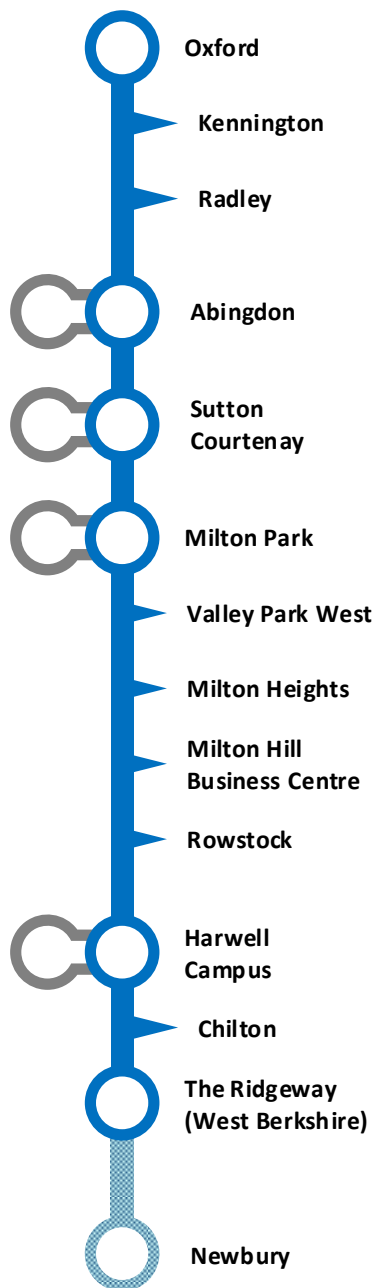 Oxford
Kennington
Radley
Abingdon
Sutton
Courtenay
Milton Park
Valley Park West
Milton Heights
Milton Hill
Business Centre
Rowstock
Harwell
Campus
Chilton
The Ridgeway
(West Berkshire)
Newbury